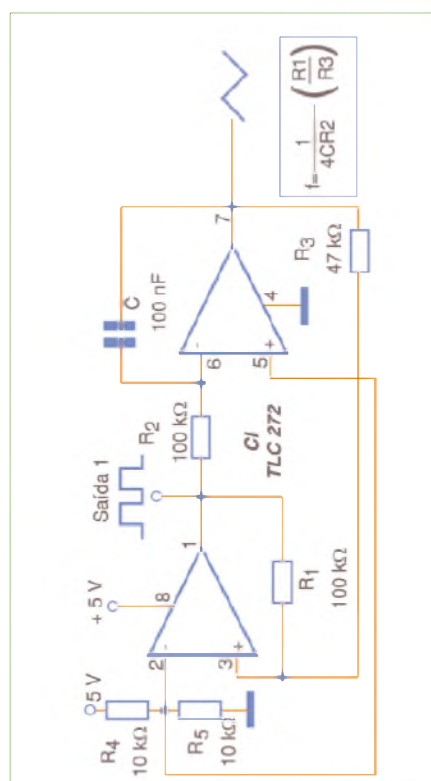 5 V
R4
10 kΩ
R5
10 kΩ
+ 5 V
2
-
3
+
8
1
Saída 1
R1
100 kΩ
R2
100 kΩ
CI
TLC 272
C
100 nF
6
-
5
+
4
7
R3
47 kΩ
f= 1/4CR2 (R1/R3)